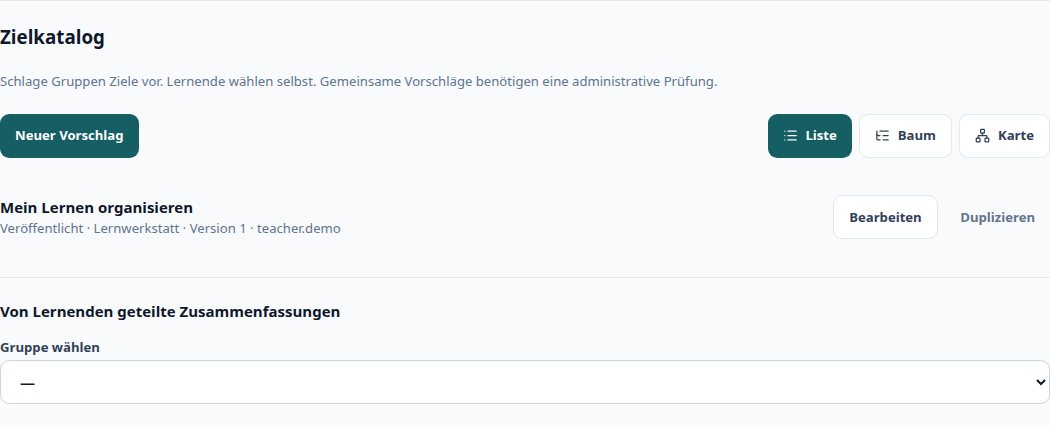 Zielkatalog
Schlage Gruppen Ziele vor. Lernende wählen selbst. Gemeinsame Vorschläge benötigen eine administrative Prüfung.
Neuer Vorschlag
Liste
Baum
Karte
Mein Lernen organisieren
Veröffentlicht · Lernwerkstatt · Version 1 · teacher.demo
Bearbeiten
Duplizieren
Von Lernenden geteilte Zusammenfassungen
Gruppe wählen
—